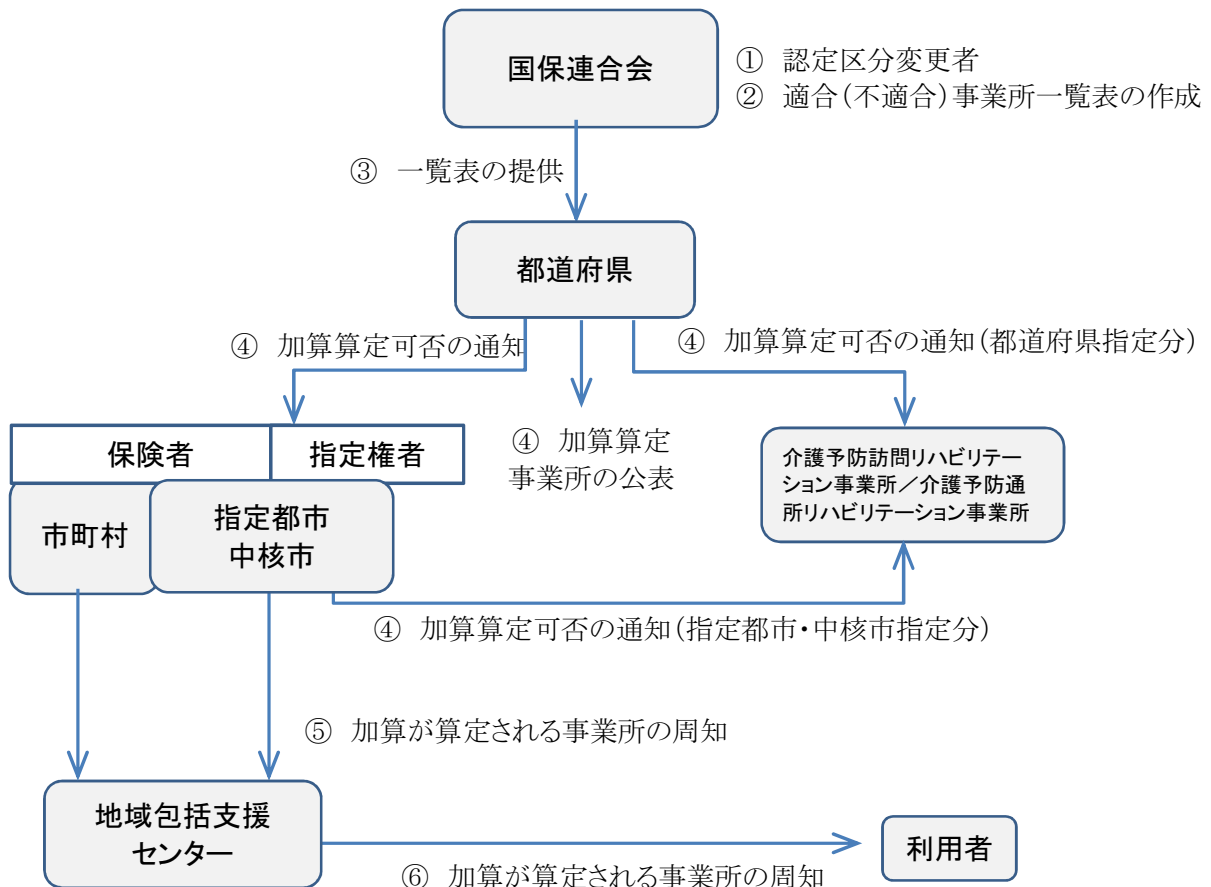 国保連合会
① 認定区分変更者
② 適合(不適合)事業所一覧表の作成
③ 一覧表の提供
都道府県
④ 加算算定可否の通知
④ 加算算定可否の通知(都道府県指定分)
保険者
指定権者
④ 加算算定
事業所の公表
介護予防訪問リハビリテー
ション事業所／介護予防通
所リハビリテーション事業所
市町村
指定都市
中核市
④ 加算算定可否の通知(指定都市・中核市指定分)
⑤ 加算が算定される事業所の周知
地域包括支援
センター
利用者
⑥ 加算が算定される事業所の周知